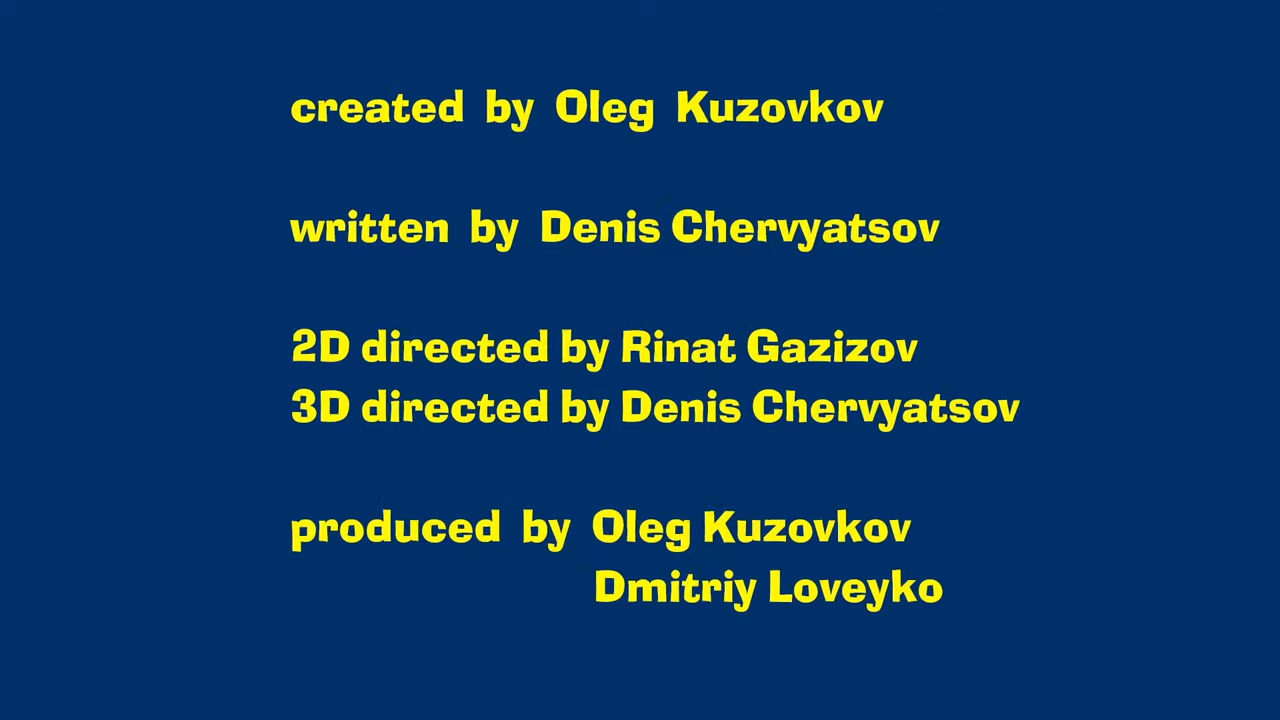 created by Oleg Kuzovkov
written by Denis Chervyatsov
2D directed by Rinat Gazizov
3D directed by Denis Chervyatsov
produced by Oleg Kuzovkov
Dmitriy Loveyko